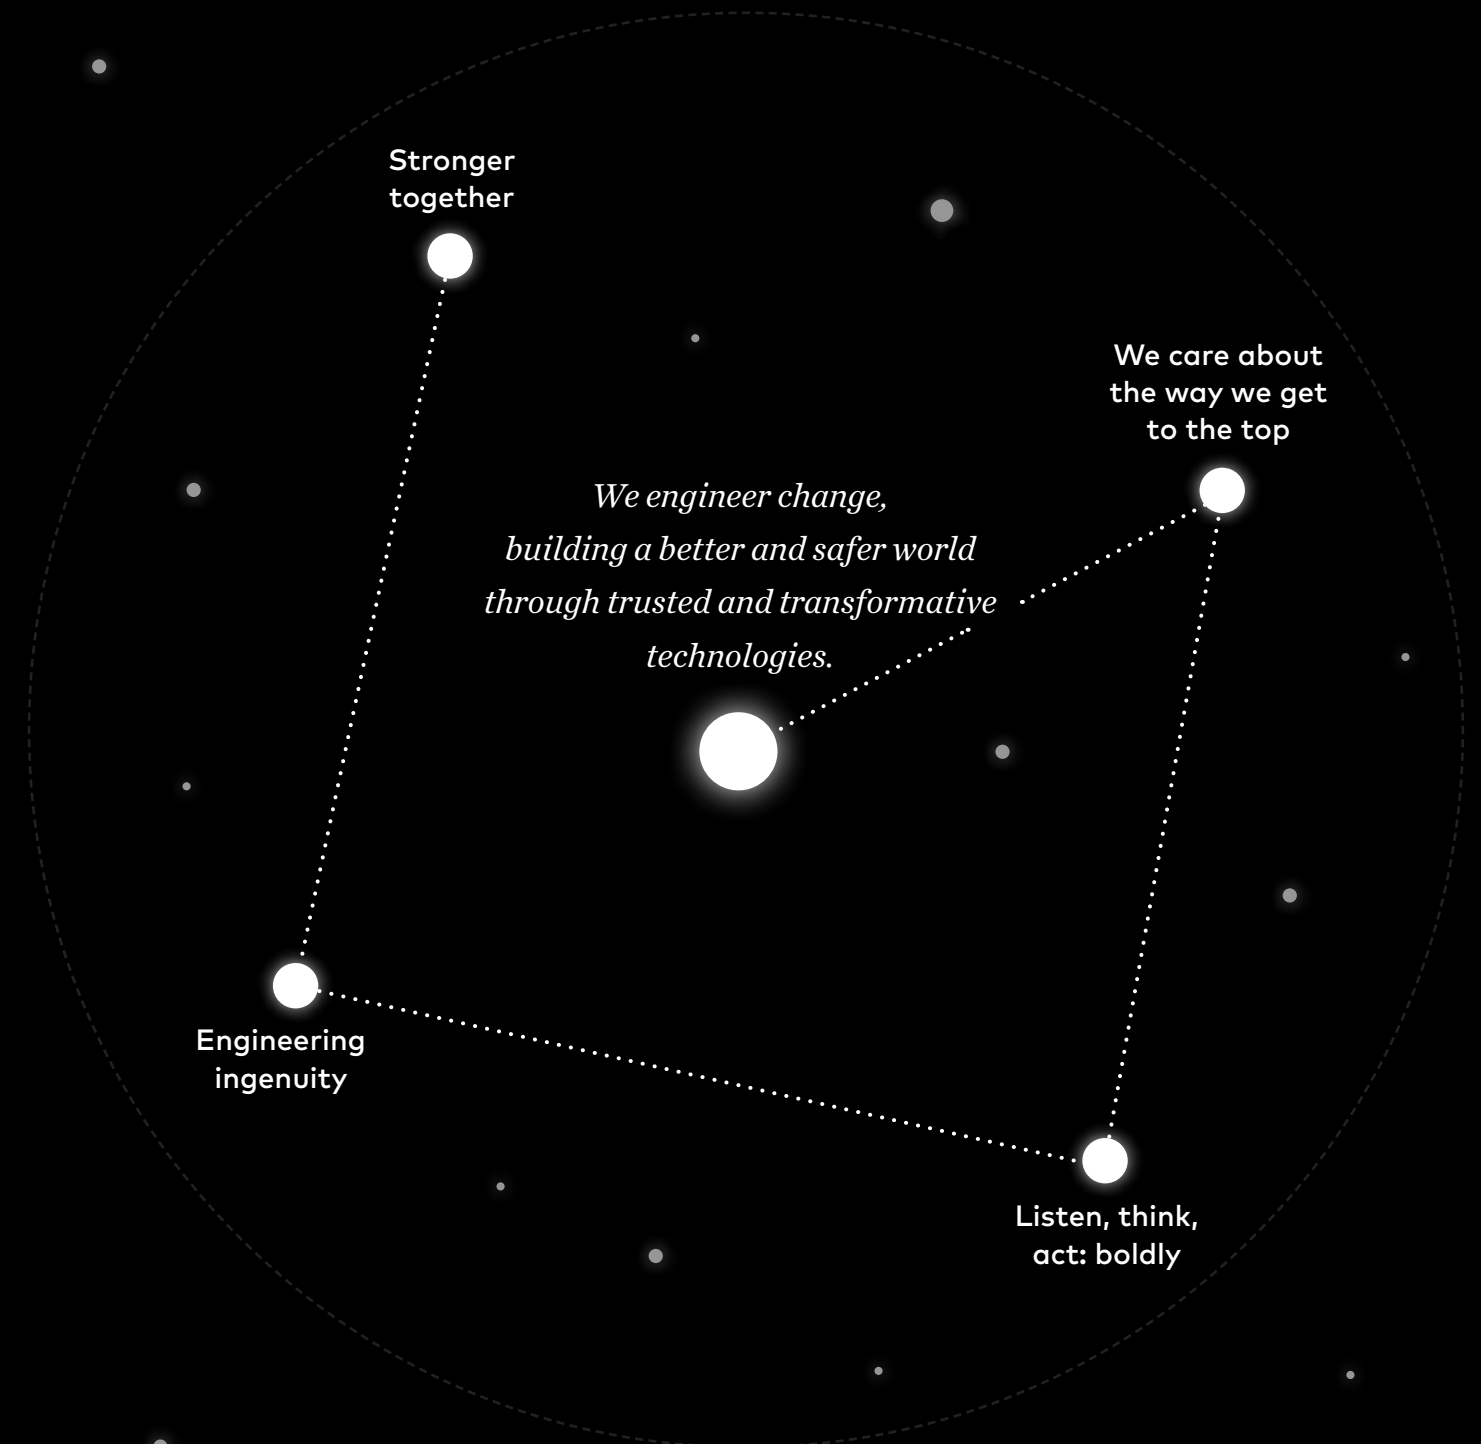 Stronger
together
We care about
the way we get
to the top
We engineer change,
building a better and safer world
through trusted and transformative
technologies.
Engineering
ingenuity
Listen, think,
act: boldly